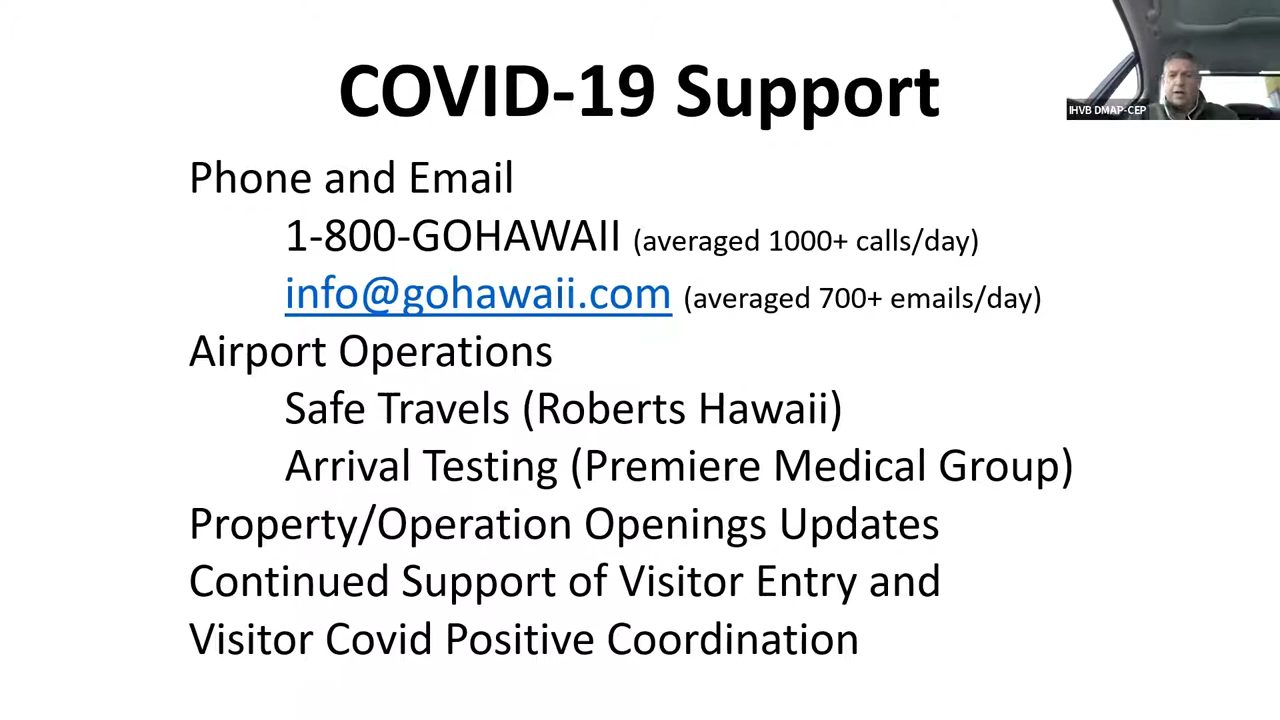 COVID-19 Support
IHVB DMAP-CEP
Phone and Email
1-800-GOHAWAII (averaged 1000+ calls/day)
info@gohawaii.com (averaged 700+ emails/day)
Airport Operations
Safe Travels (Roberts Hawaii)
Arrival Testing (Premiere Medical Group)
Property/Operation Openings Updates
Continued Support of Visitor Entry and
Visitor Covid Positive Coordination